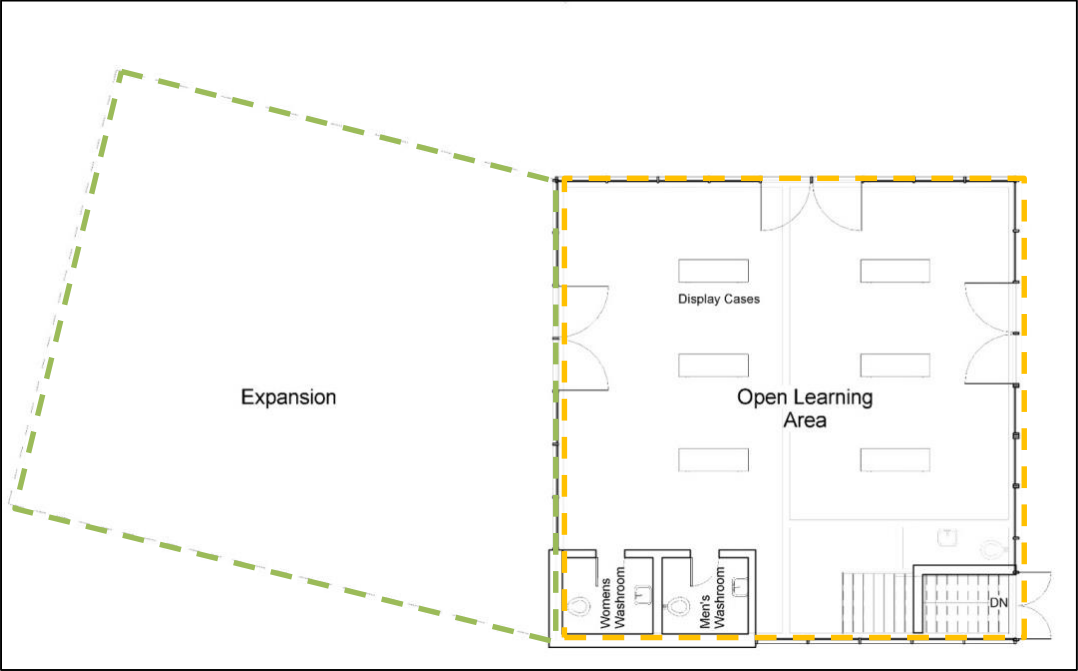 Display Cases
Expansion
Open Learning
Area
Womens
Washroom
Men's
Washroom
DN